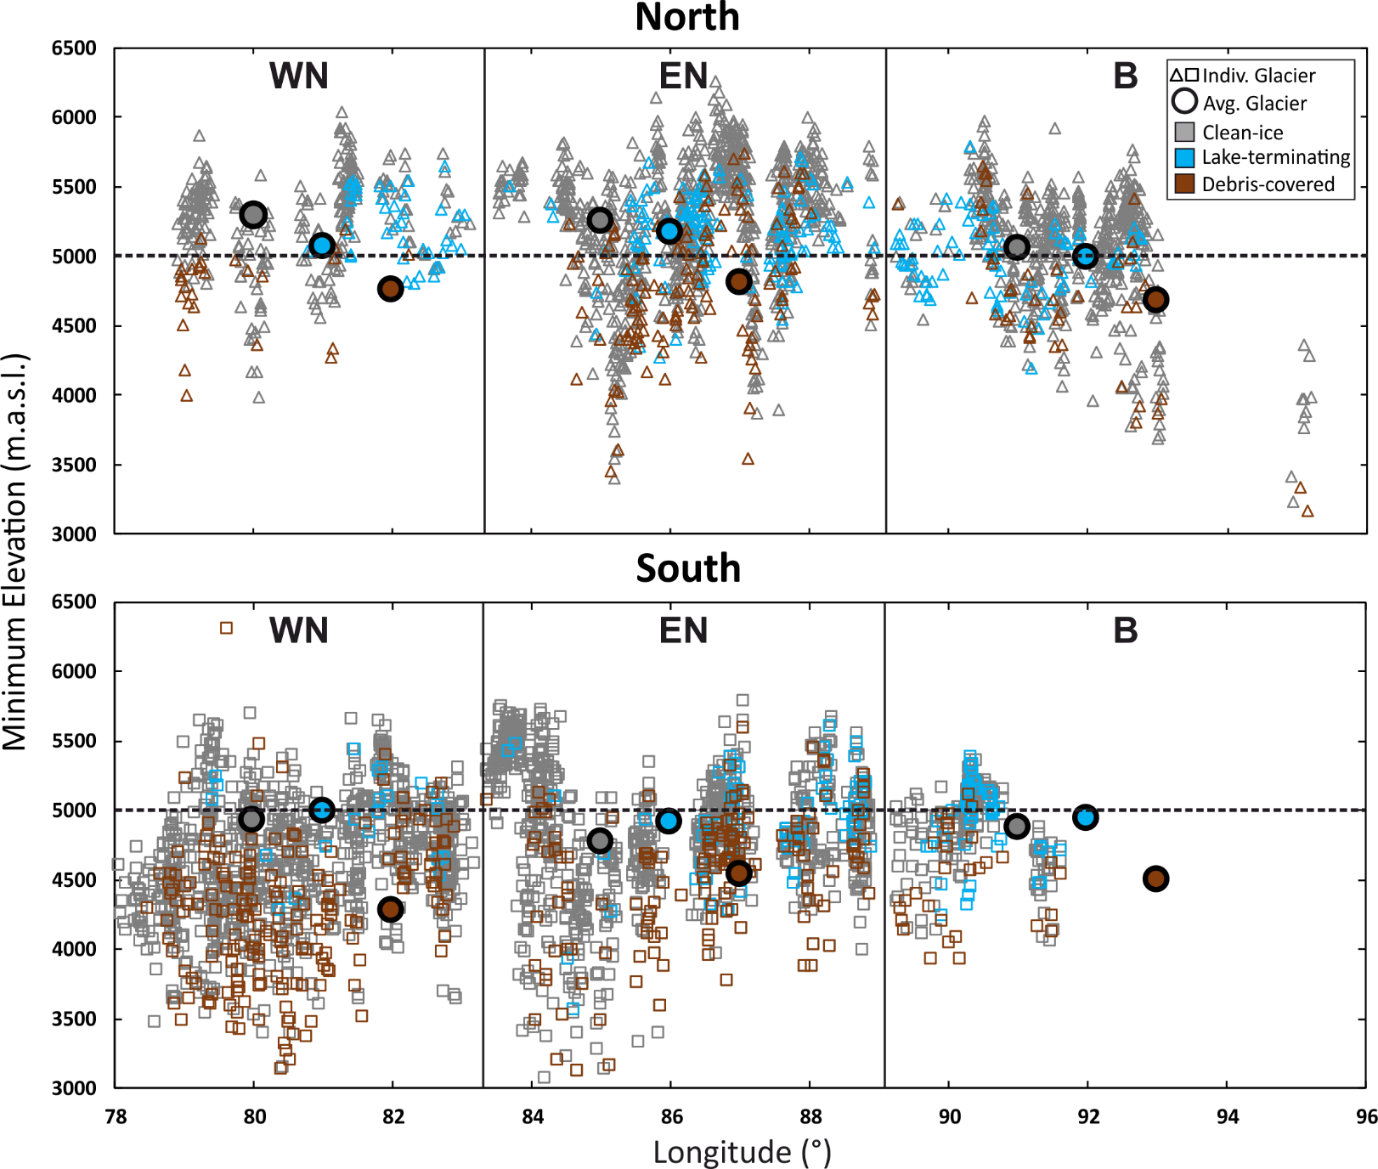 North
6500
6000
5500
5000
4500
4000
3500
3000
WN
EN
B
Indiv. Glacier
Avg. Glacier
Clean-ice
Lake-terminating
Debris-covered
Minimum Elevation (m.a.s.l.)
South
6500
6000
5500
5000
4500
4000
3500
3000
WN
EN
B
78
80
82
84
86
88
90
92
94
96
Longitude (°)